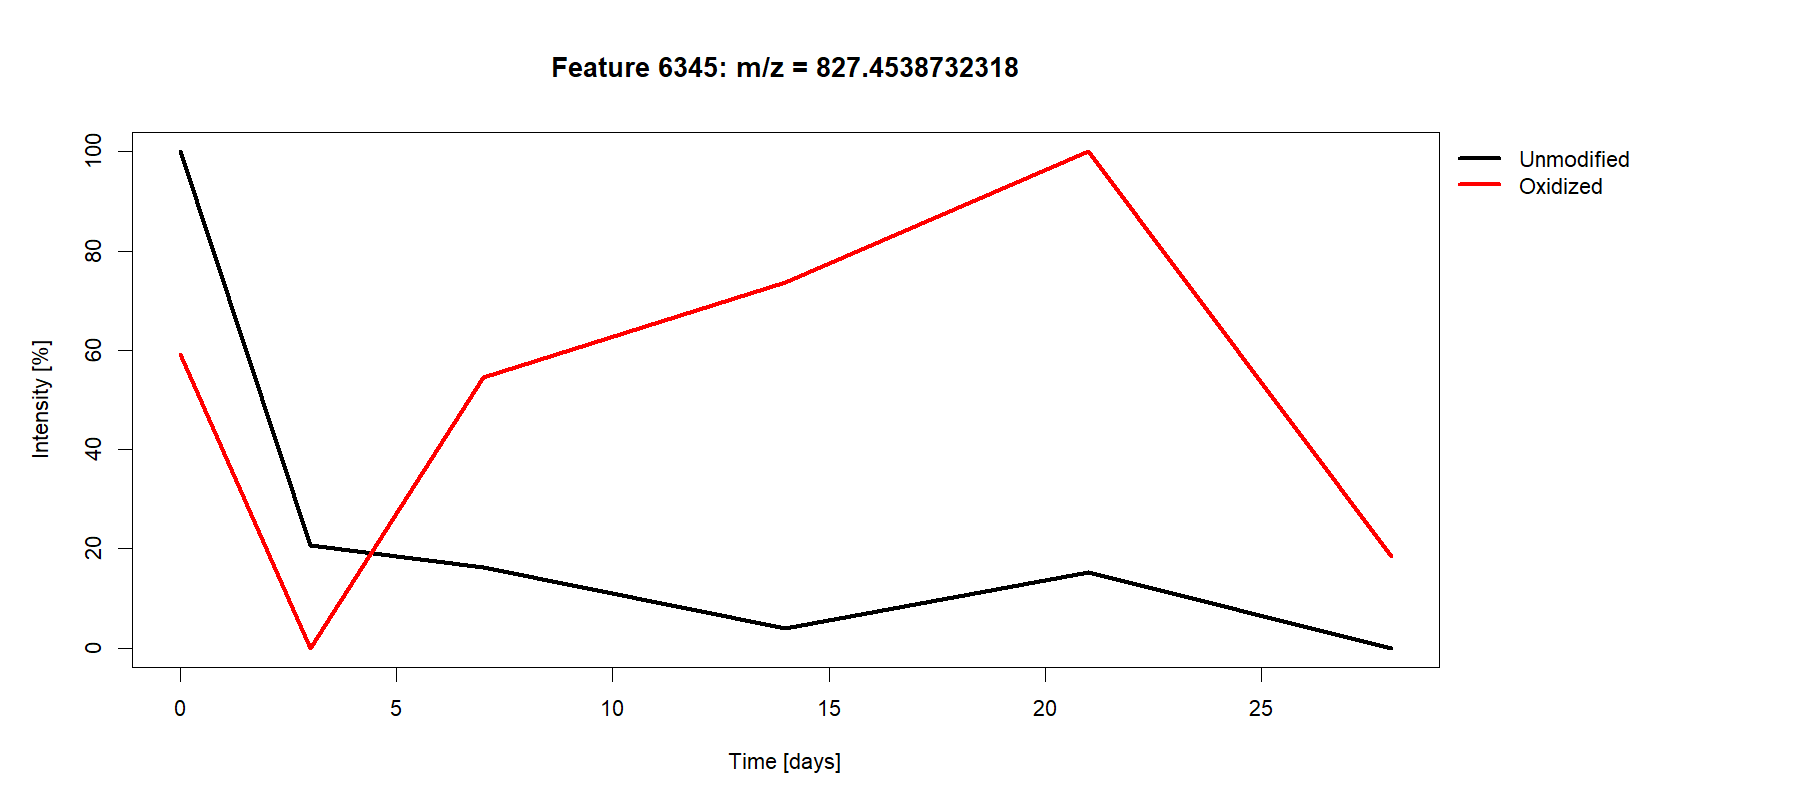 Feature 6345: m/z = 827.4538732318
Unmodified
Oxidized
Intensity [%]
100
80
60
40
20
0
0 5 10 15 20 25
Time [days]